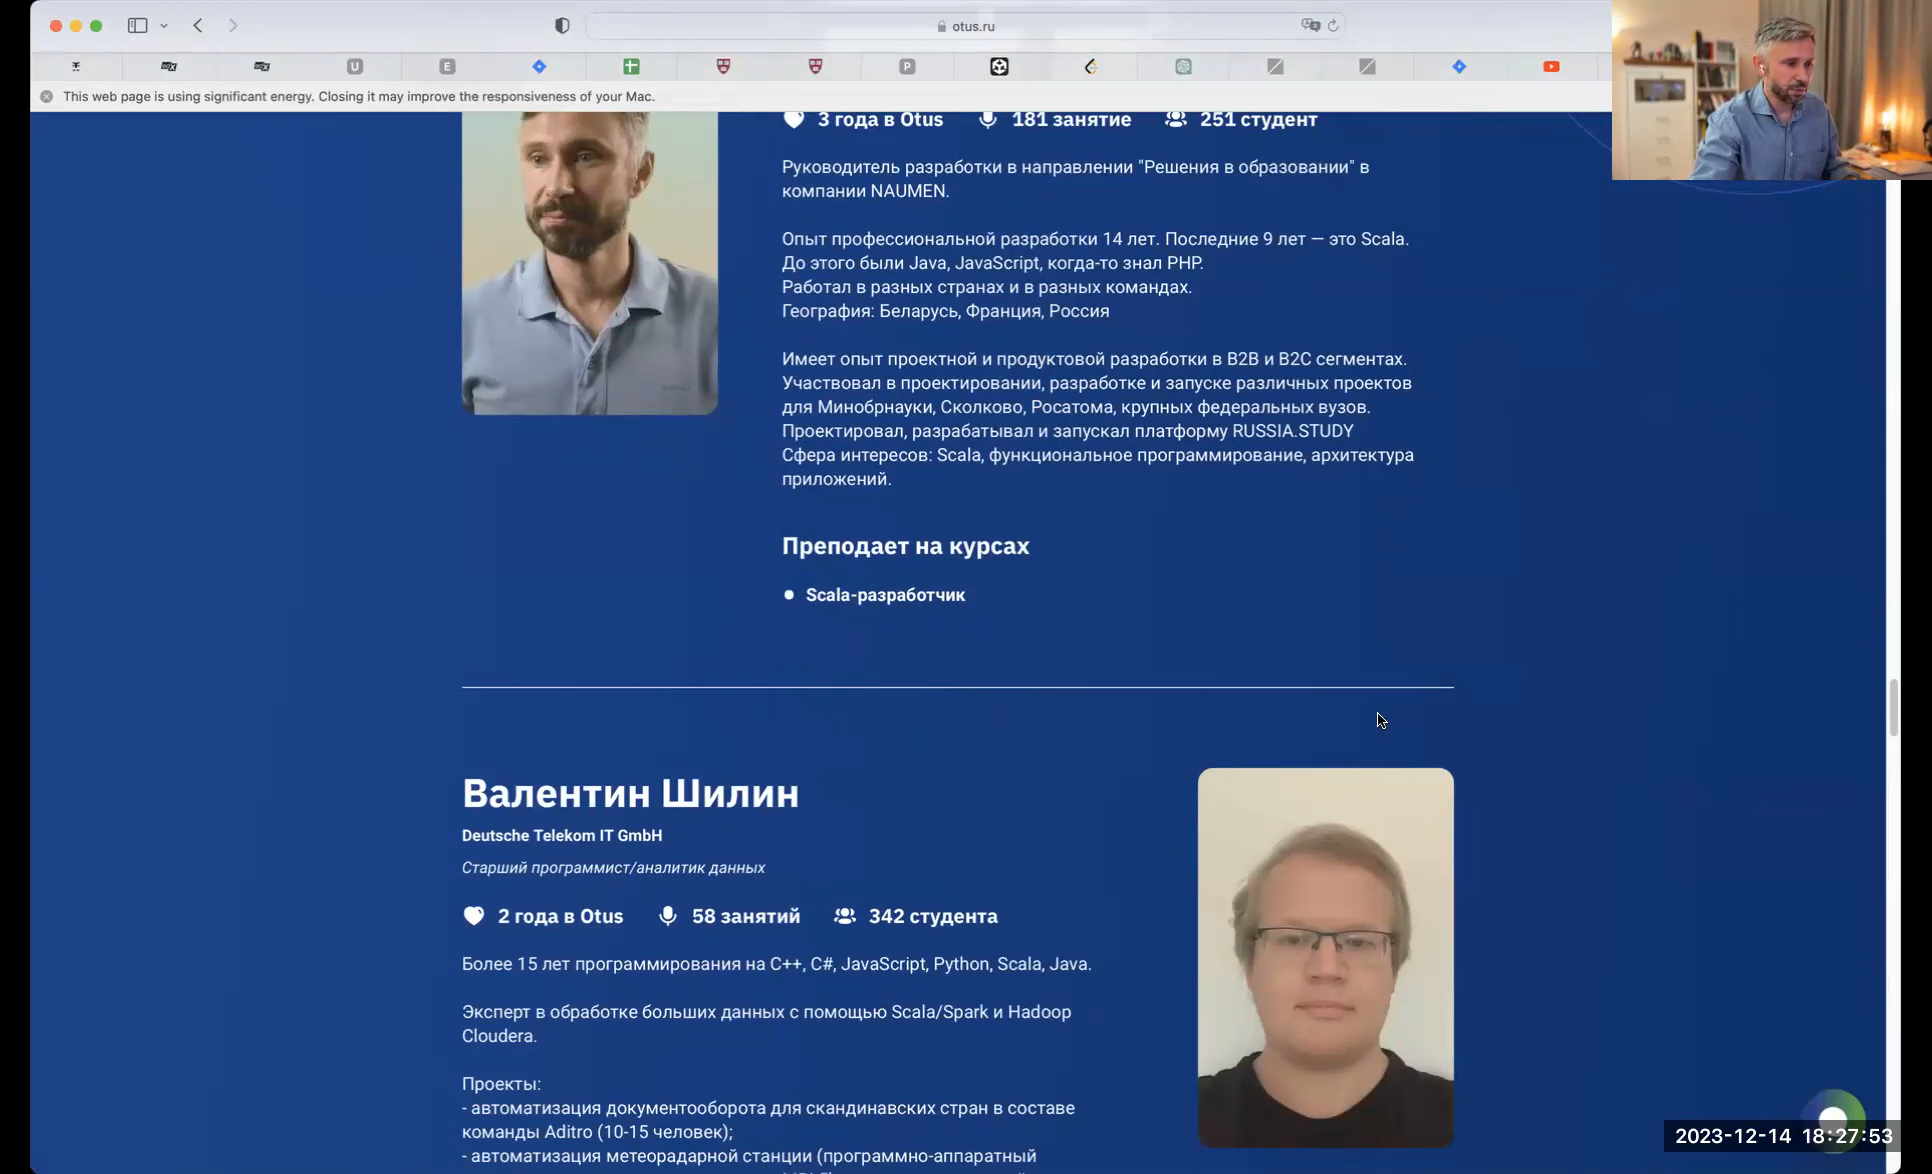 otus.ru
U
E
P
This web page is using significant energy. Closing it may improve the responsiveness of your Mac.
3 года в Otus 181 занятие 251 студент
Руководитель разработки в направлении "Решения в образовании" в
компании NAUMEN.
Опыт профессиональной разработки 14 лет. Последние 9 лет — это Scala.
До этого были Java, JavaScript, когда-то знал PHP.
Работал в разных странах и в разных командах.
География: Беларусь, Франция, Россия
Имеет опыт проектной и продуктовой разработки в B2B и B2C сегментах.
Участвовал в проектировании, разработке и запуске различных проектов
для Минобрнауки, Сколково, Росатома, крупных федеральных вузов.
Проектировал, разрабатывал и запускал платформу RUSSIA.STUDY
Сфера интересов: Scala, функциональное программирование, архитектура
приложений.
Преподает на курсах
Scala-разработчик
Валентин Шилин
Deutsche Telekom IT GmbH
Старший программист/аналитик данных
2 года в Otus 58 занятий 342 студента
Более 15 лет программирования на C++, C#, JavaScript, Python, Scala, Java.
Эксперт в обработке больших данных с помощью Scala/Spark и Hadoop
Cloudera.
Проекты:
- автоматизация документооборота для скандинавских стран в составе
команды Aditro (10-15 человек);
- автоматизация метеорадарной станции (программно-аппаратный
2023-12-14 18:27:53